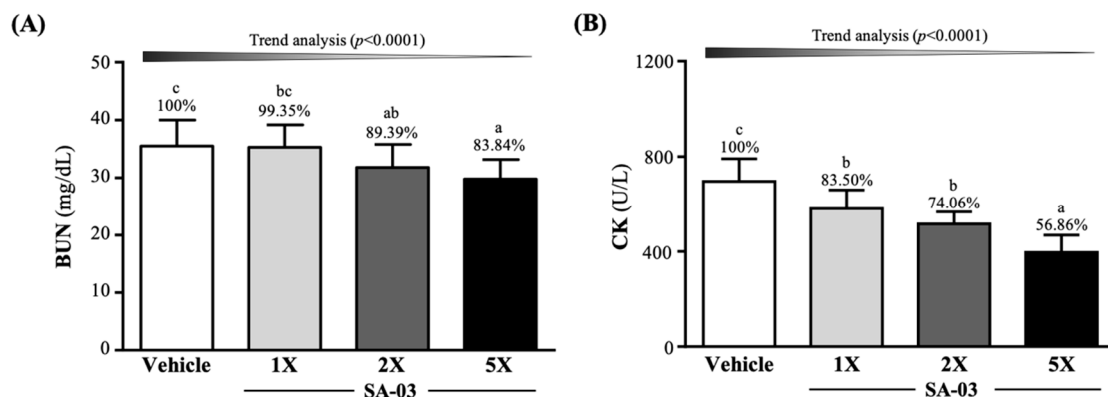 (A)
Trend analysis (p<0.0001)
BUN (mg/dL)
50
40
30
20
10
0
c
100%
bc
99.35%
ab
89.39%
a
83.84%
Vehicle 1X 2X 5X
SA-03
(B)
Trend analysis (p<0.0001)
CK (U/L)
1200
800
400
0
c
100%
b
83.50%
b
74.06%
a
56.86%
Vehicle 1X 2X 5X
SA-03